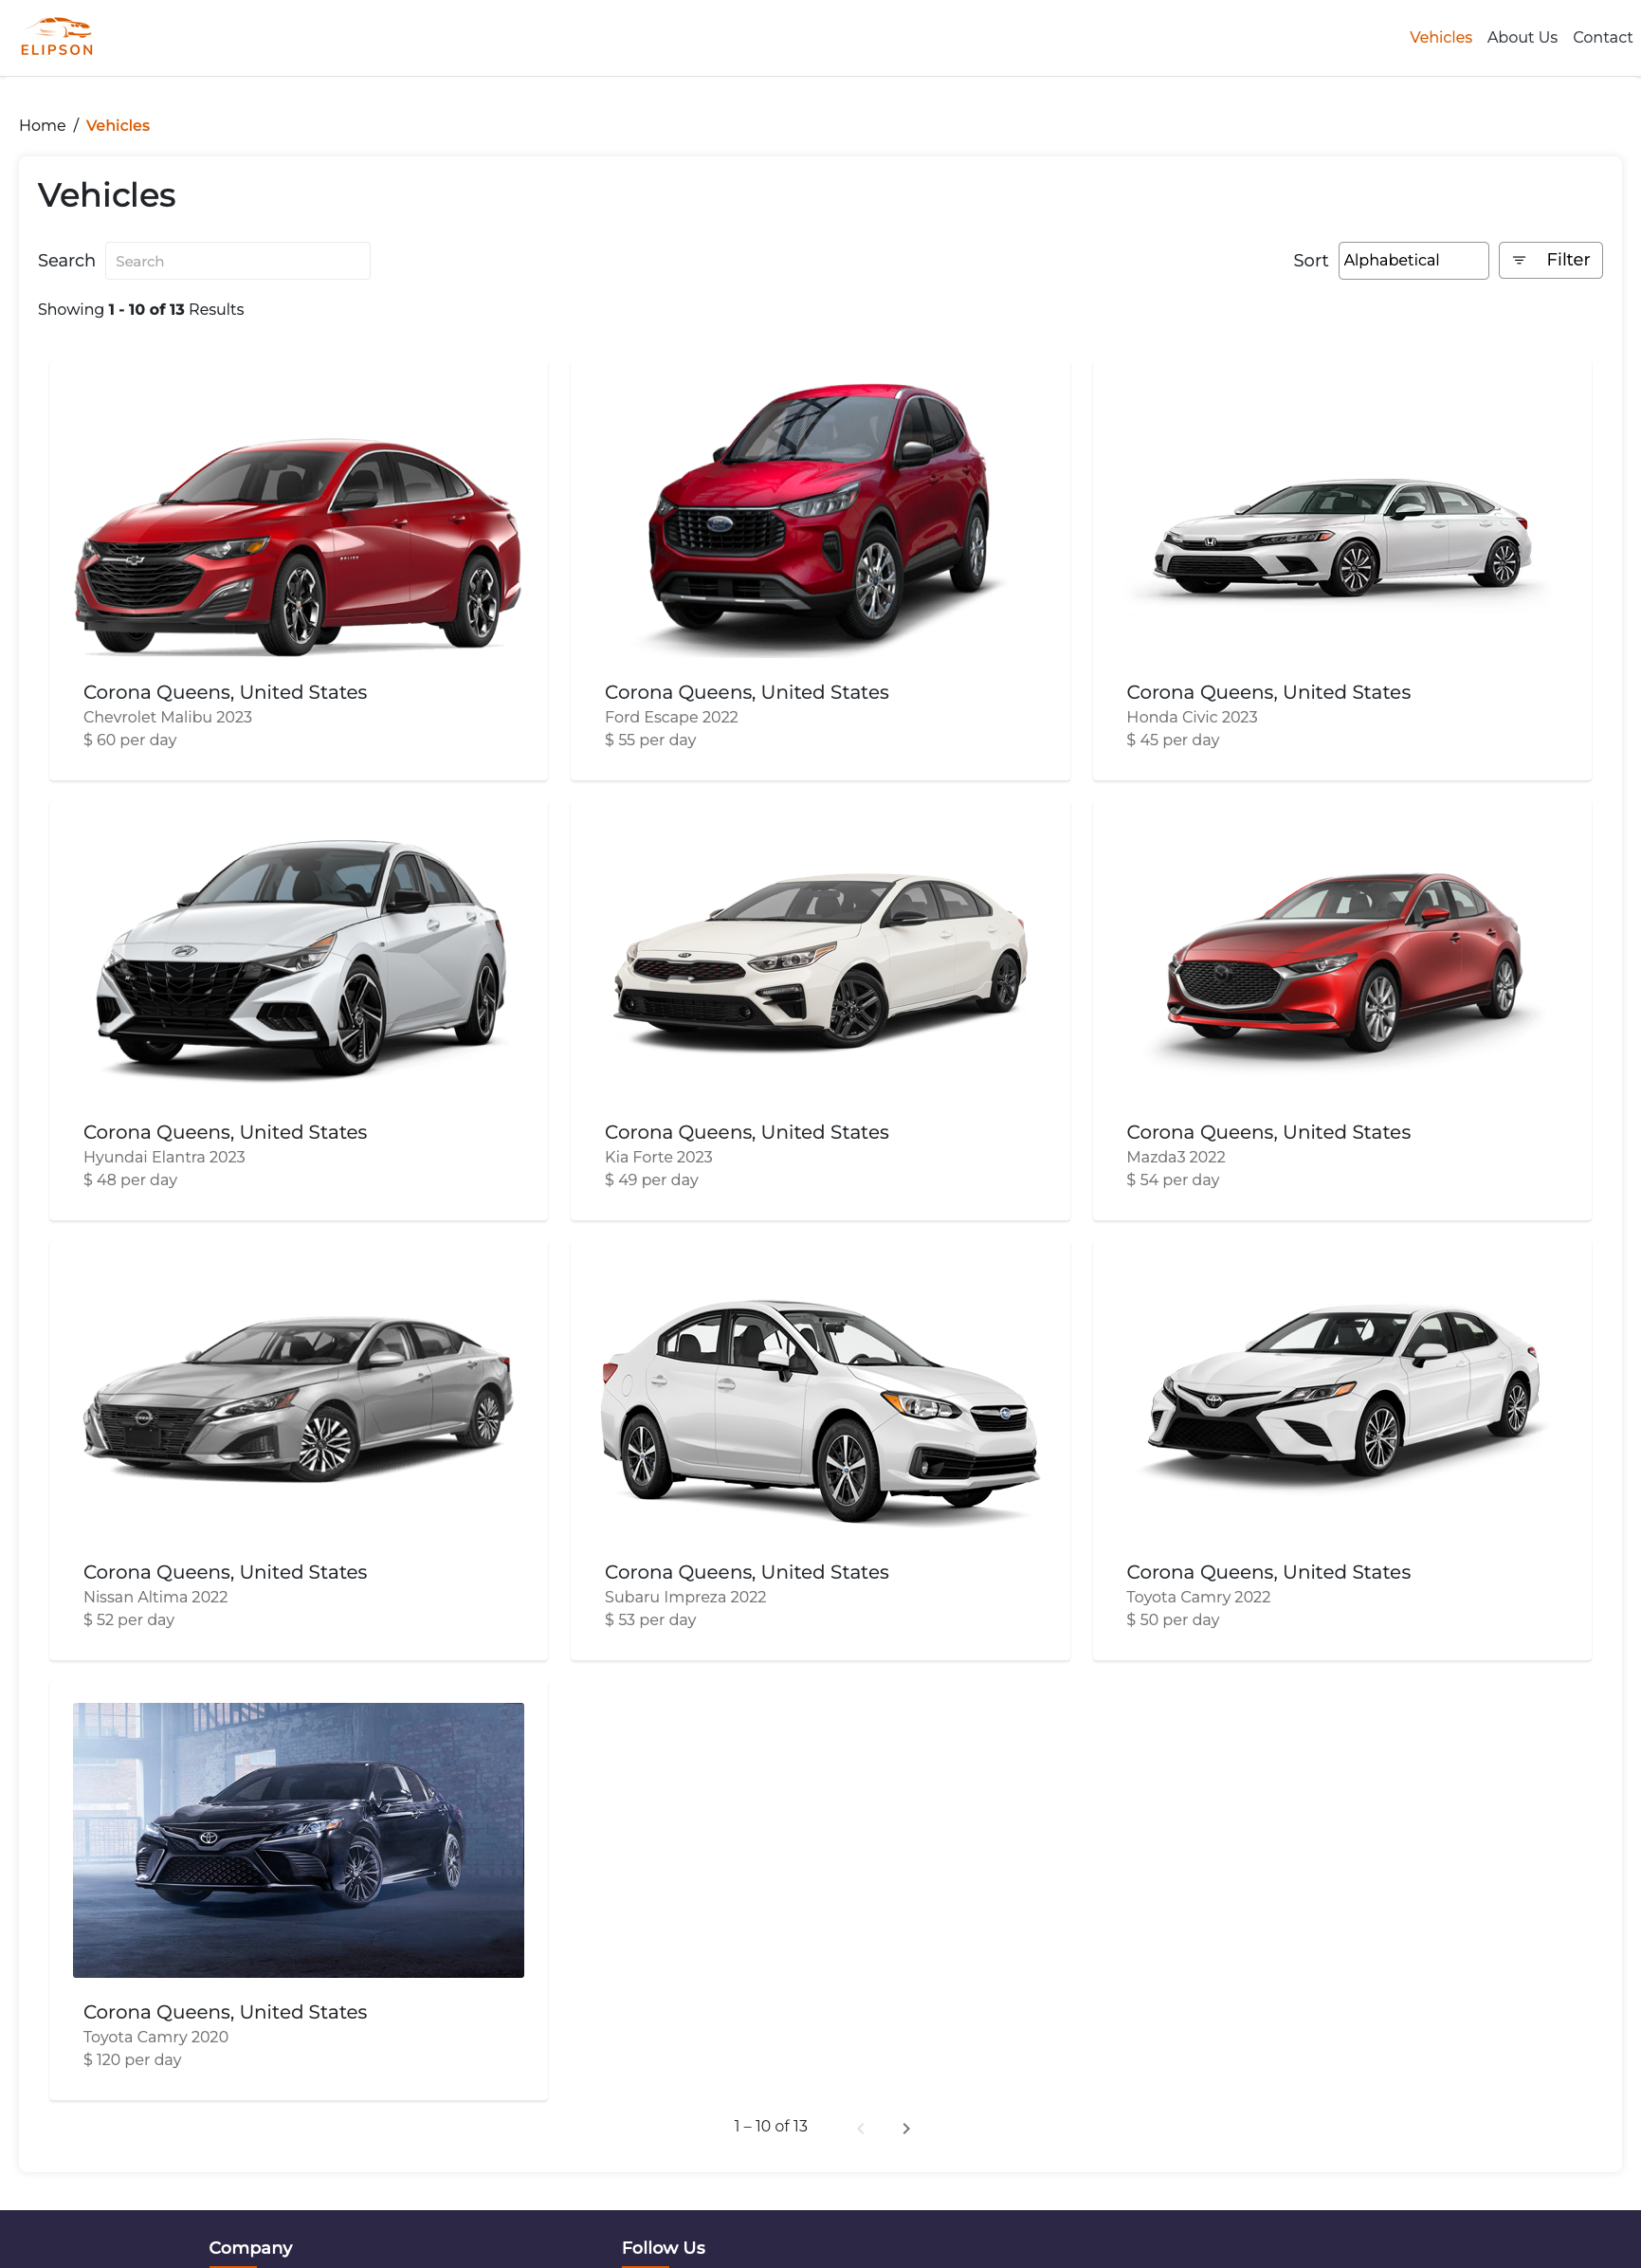 ELIPSON
Vehicles About Us Contact
Home / Vehicles
Vehicles
Search Search
Sort Alphabetical Filter
Showing 1 - 10 of 13 Results
Corona Queens, United States
Chevrolet Malibu 2023
$ 60 per day
Corona Queens, United States
Ford Escape 2022
$ 55 per day
Corona Queens, United States
Honda Civic 2023
$ 45 per day
Corona Queens, United States
Hyundai Elantra 2023
$ 48 per day
Corona Queens, United States
Kia Forte 2023
$ 49 per day
Corona Queens, United States
Mazda3 2022
$ 54 per day
Corona Queens, United States
Nissan Altima 2022
$ 52 per day
Corona Queens, United States
Subaru Impreza 2022
$ 53 per day
Corona Queens, United States
Toyota Camry 2022
$ 50 per day
Corona Queens, United States
Toyota Camry 2020
$ 120 per day
1 – 10 of 13
Company
Follow Us